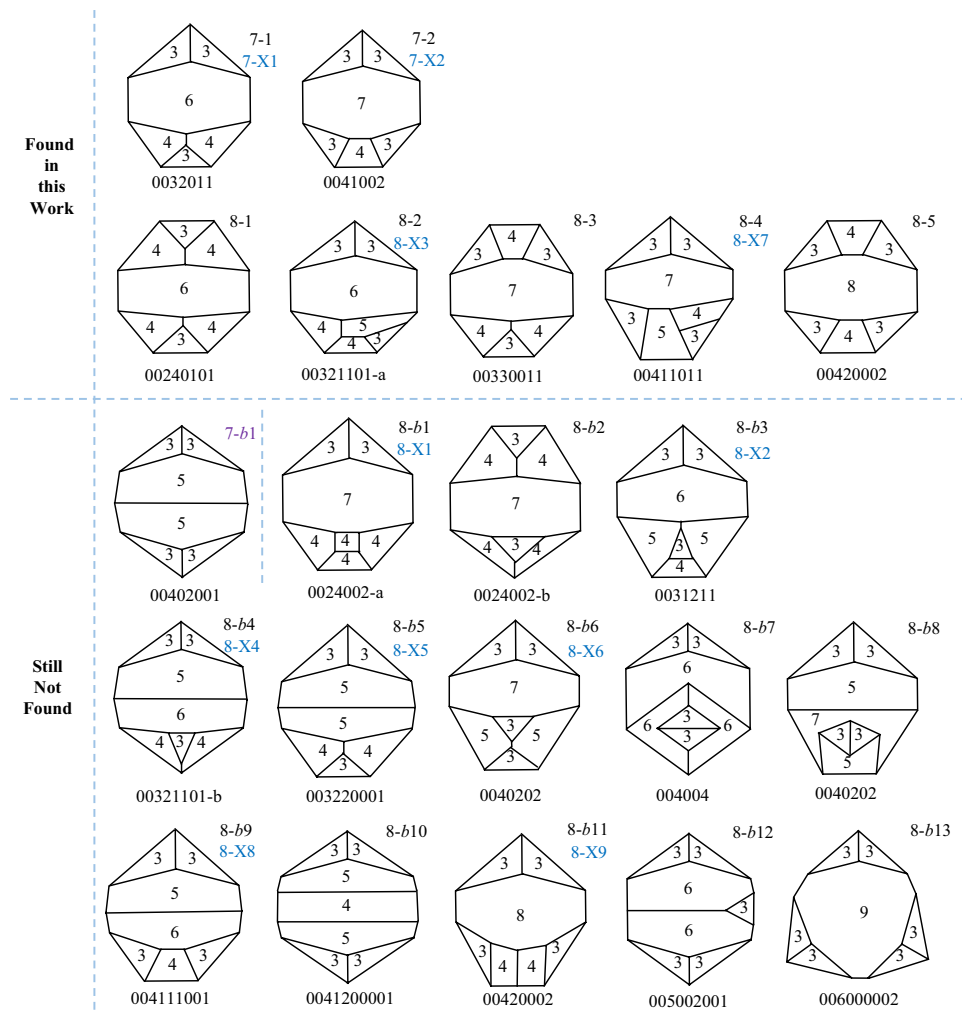 7-1
7-X1
3 3
6
4 4
3
0032011
7-2
7-X2
3 3
7
3 4 3
0041002
Found
in
this
Work
8-1
3
4 4
6
4 3 4
00240101
8-2
8-X3
3 3
6
4 5
4 3
00321101-a
8-3
4
3 3
7
4 4
3
00330011
8-4
8-X7
3 3
7
3 4
5 3
00411011
8-5
4
3 3
8
3 4 3
00420002
7-b1
3 3
5
5
3 3
00402001
8-b1
8-X1
3 3
7
4 4 4
4
0024002-a
8-b2
3
4 4
7
4 3 4
0024002-b
8-b3
8-X2
3 3
6
5 3 5
4
0031211
Still
Not
Found
8-b4
8-X4
3 3
5
6
4 3 4
00321101-b
8-b5
8-X5
3 3
5
5
4 4
3
003220001
8-b6
8-X6
3 3
7
5 3 5
3
0040202
8-b7
3 3
6
6 3 6
3
004004
8-b8
3 3
5
7
3 3
5
0040202
8-b9
8-X8
3 3
5
6
3 4 3
004111001
8-b10
3 3
5
4
5
3 3
0041200001
8-b11
8-X9
3 3
8
3 4 4 3
00420002
8-b12
3 3
6
3
6
3 3
005002001
8-b13
3 3
9
3 3
3 3
006000002